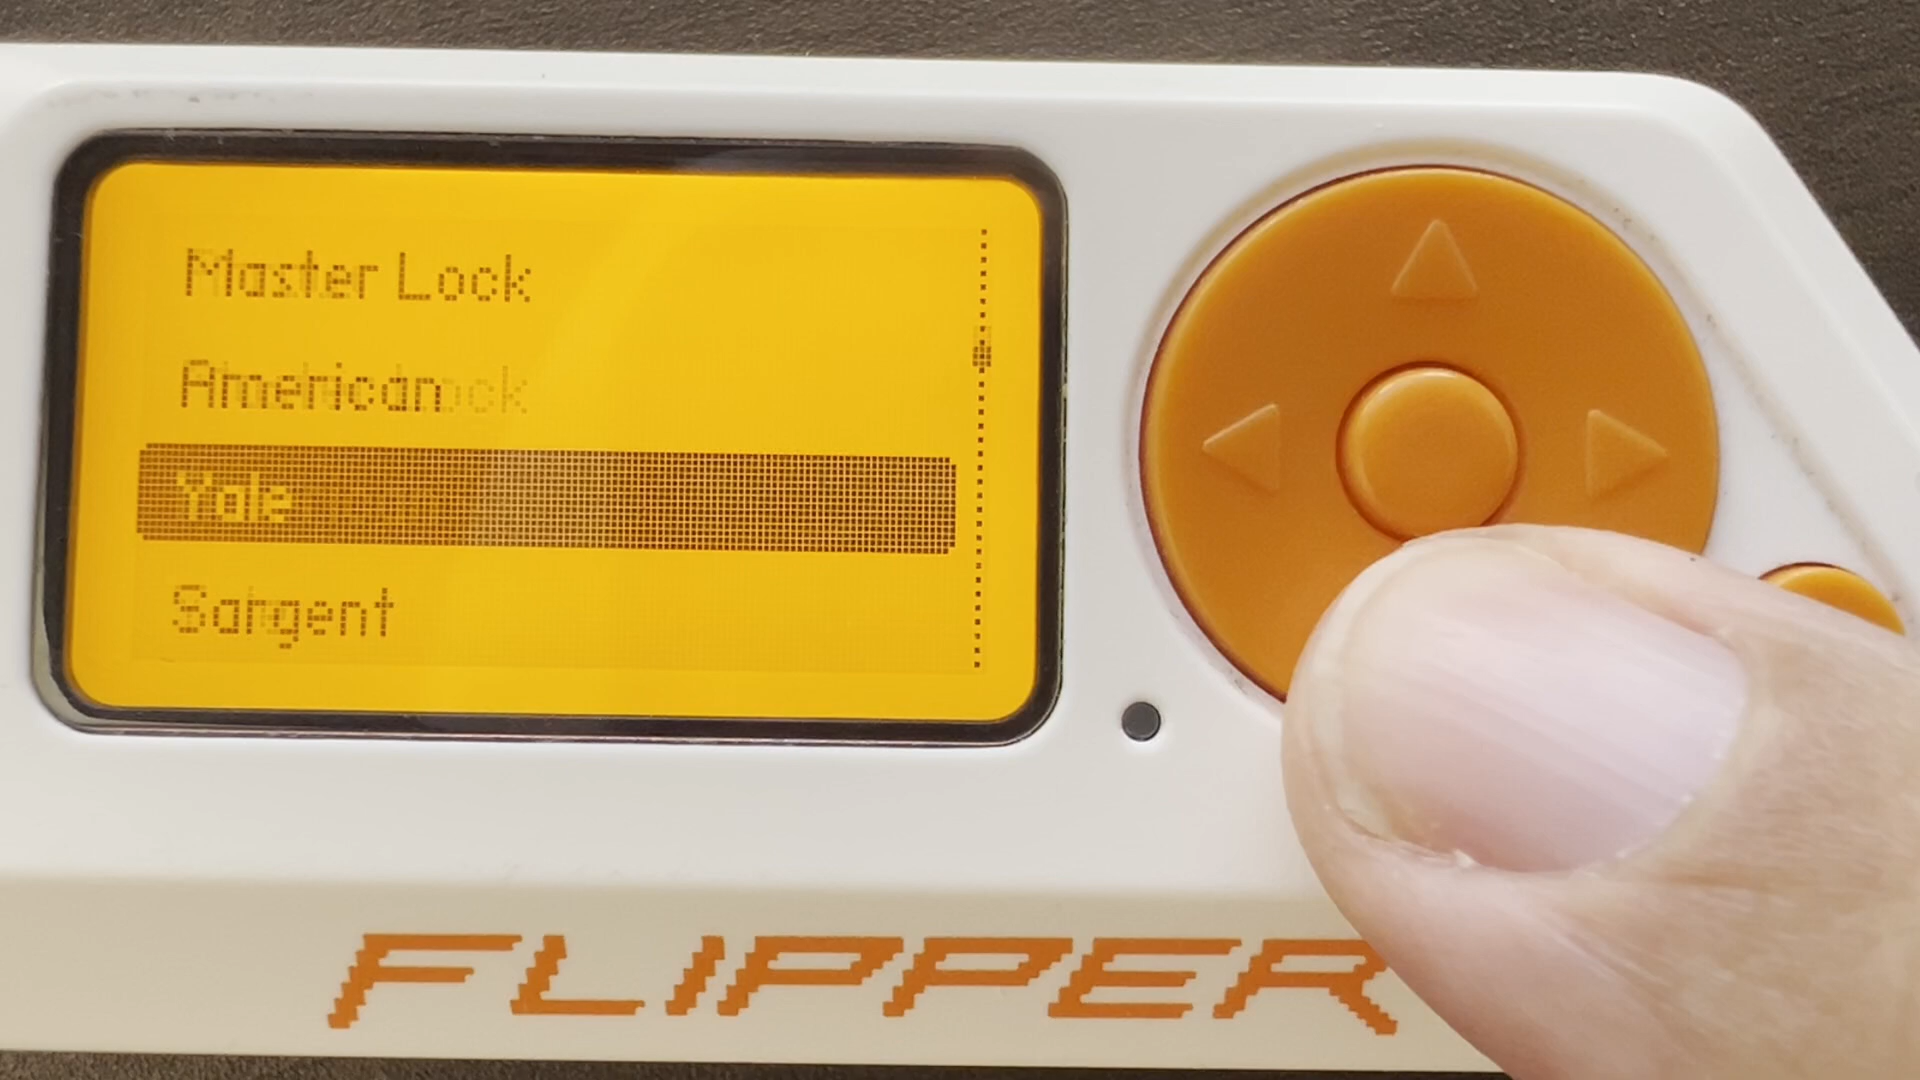 Master Lock
American
Yale
Sargent
FLIPPER